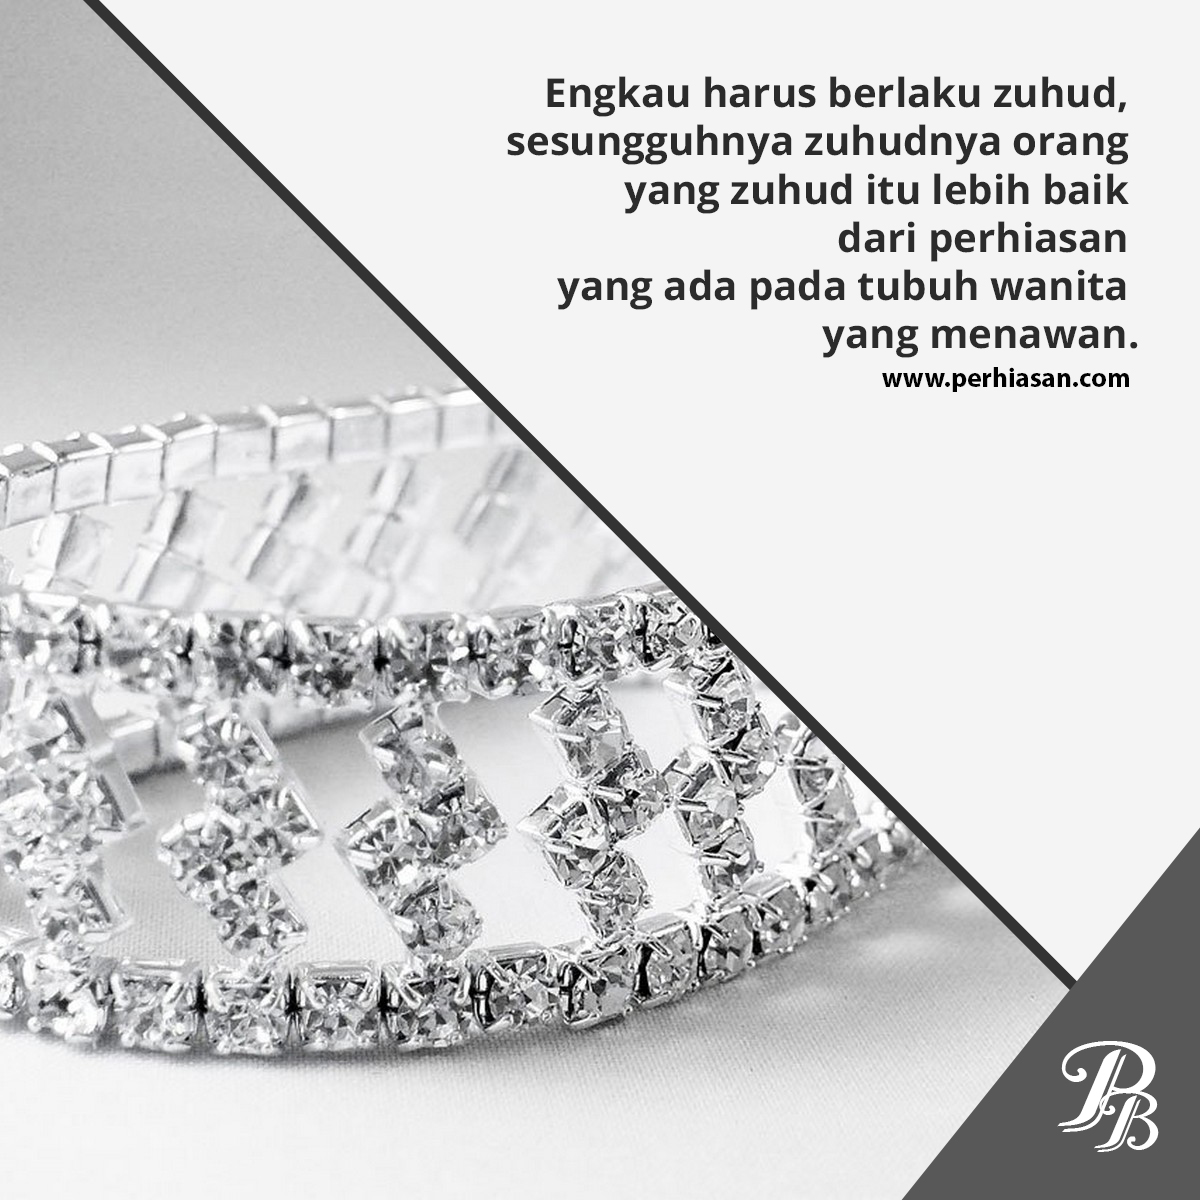 Engkau harus berlaku zuhud,
sesungguhnya zuhudnya orang
yang zuhud itu lebih baik
dari perhiasan
yang ada pada tubuh wanita
yang menawan.
www.perhiasan.com
PB